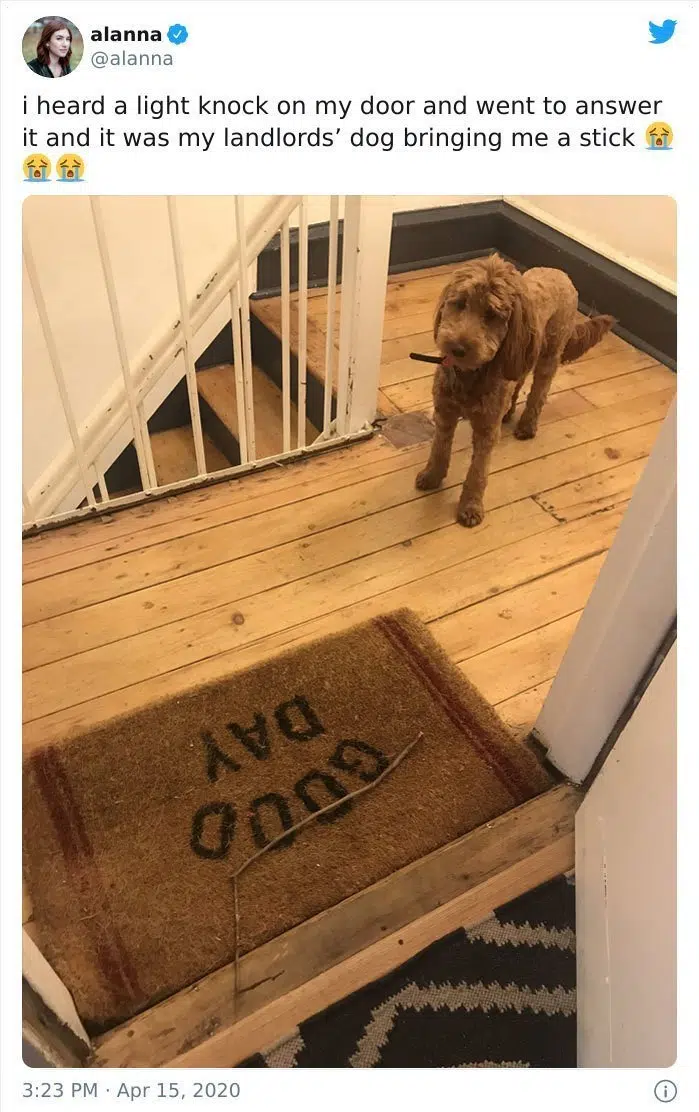 alanna
@alanna
i heard a light knock on my door and went to answer
it and it was my landlords’ dog bringing me a stick 😭
😭😭
GOOD
DAY
3:23 PM · Apr 15, 2020